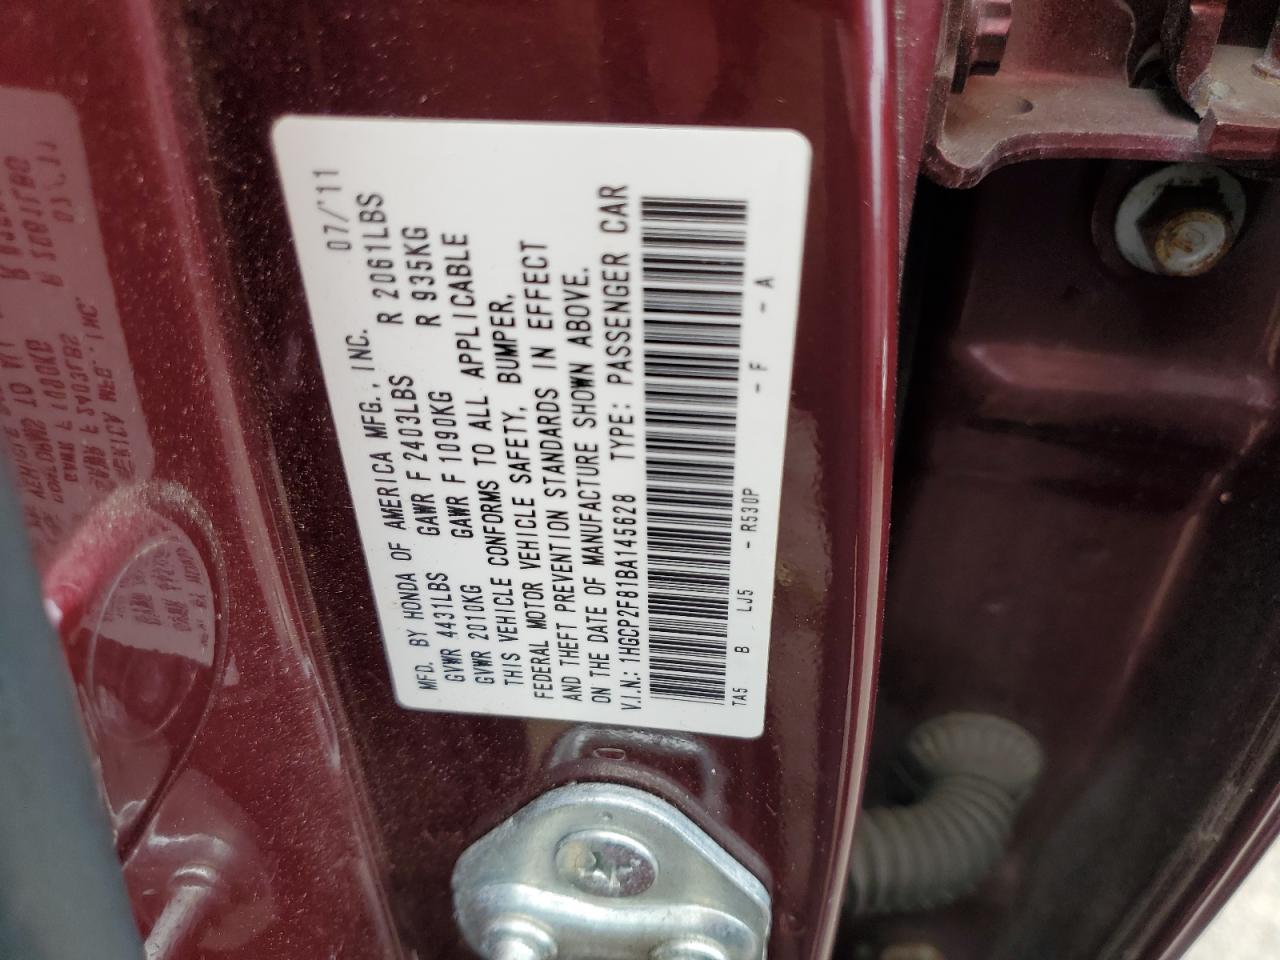 MFD. BY HONDA OF AMERICA MFG., INC. 07/'11
GVWR 4431LBS GAWR F 2403LBS R 2061LBS
GVWR 2010KG GAWR F 1090KG R 935KG
THIS VEHICLE CONFORMS TO ALL APPLICABLE
FEDERAL MOTOR VEHICLE SAFETY, BUMPER,
AND THEFT PREVENTION STANDARDS IN EFFECT
ON THE DATE OF MANUFACTURE SHOWN ABOVE.
V.I.N.: 1HGCP2F81BA145628 TYPE: PASSENGER CAR
TA5 B LJ5 - R530P - F - A